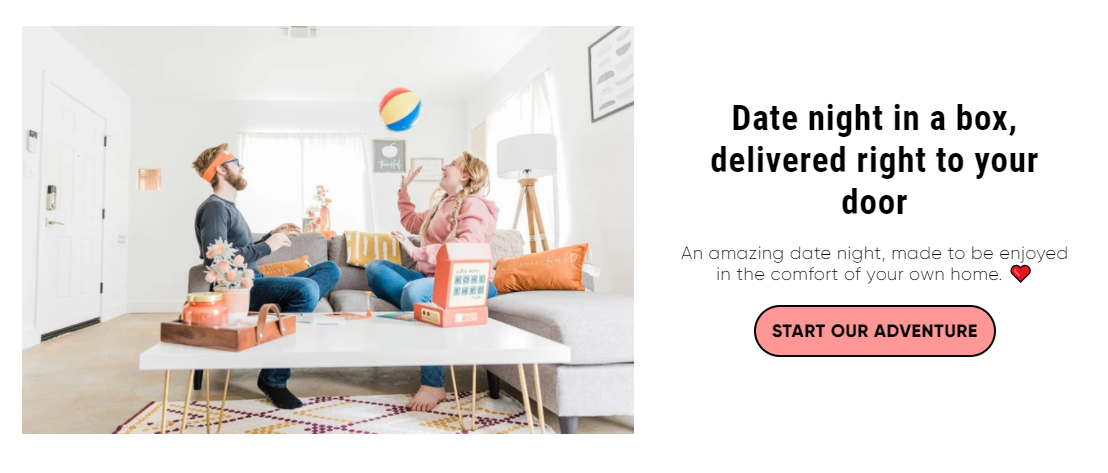 Date night in a box,
delivered right to your
door
An amazing date night, made to be enjoyed
in the comfort of your own home. ❤️
START OUR ADVENTURE
thankful